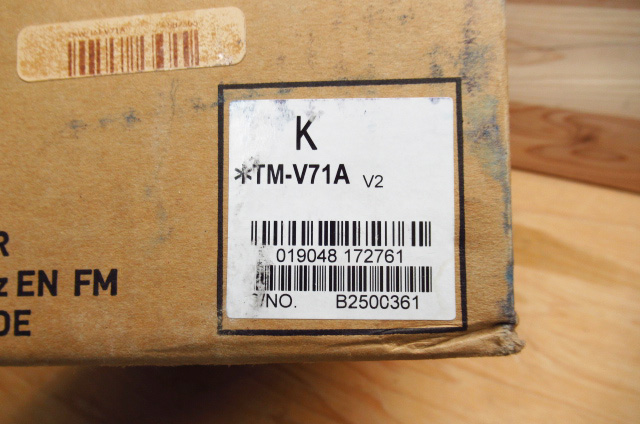 K
*TM-V71A V2
019048 172761
/NO. B2500361
R
z EN FM
DE